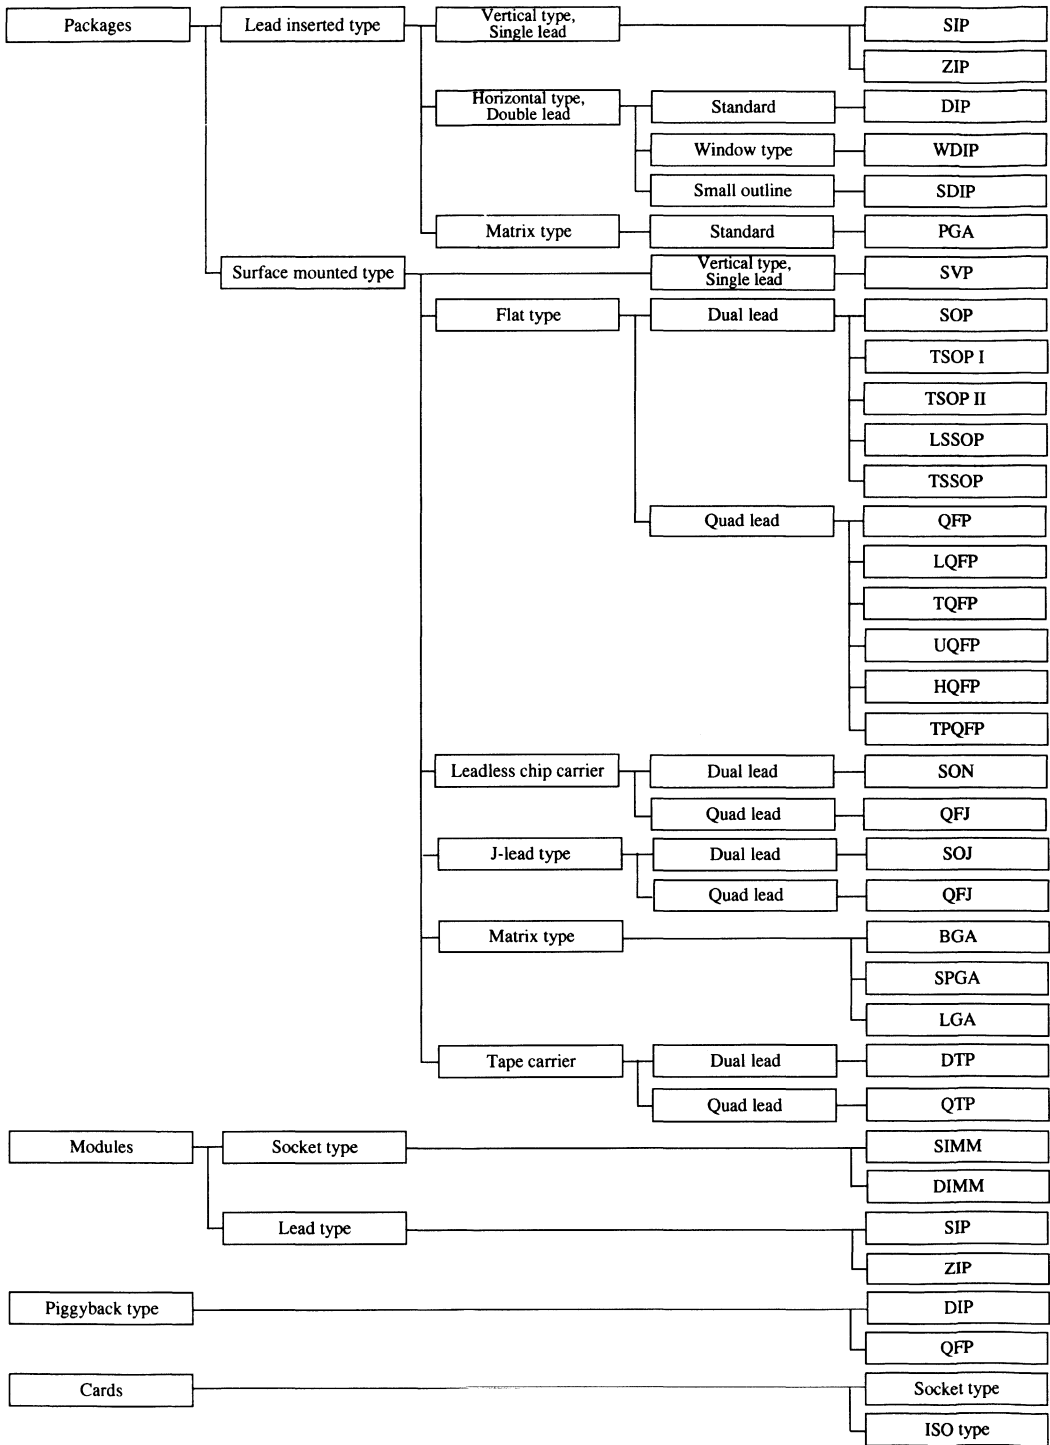 Packages
Lead inserted type
Vertical type,
Single lead
SIP
ZIP
Horizontal type,
Double lead
Standard
DIP
Window type
WDIP
Small outline
SDIP
Matrix type
Standard
PGA
Surface mounted type
Vertical type,
Single lead
SVP
Flat type
Dual lead
SOP
TSOP I
TSOP II
LSSOP
TSSOP
Quad lead
QFP
LQFP
TQFP
UQFP
HQFP
TPQFP
Leadless chip carrier
Dual lead
SON
Quad lead
QFJ
J-lead type
Dual lead
SOJ
Quad lead
QFJ
Matrix type
BGA
SPGA
LGA
Tape carrier
Dual lead
DTP
Quad lead
QTP
Modules
Socket type
SIMM
DIMM
Lead type
SIP
ZIP
Piggyback type
DIP
QFP
Cards
Socket type
ISO type